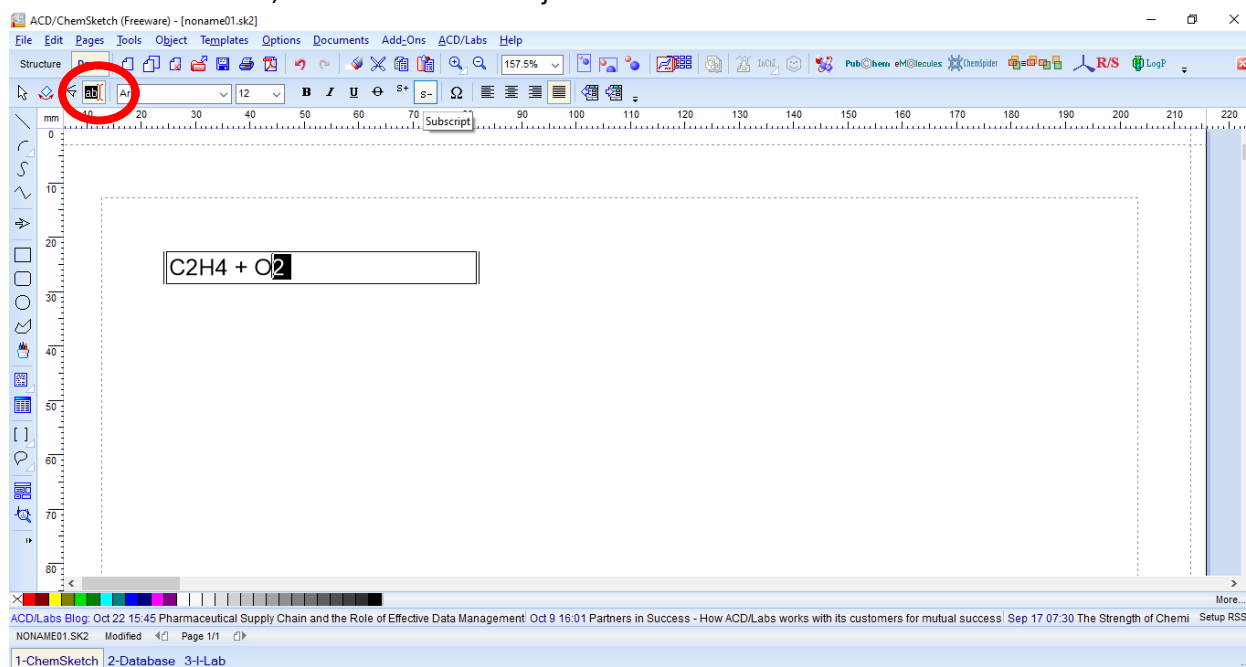 ACD/ChemSketch (Freeware) - [noname01.sk2]
File Edit Pages Tools Object Templates Options Documents Add-Ons ACD/Labs Help
Structure 157.5% InChI PubChem eMolecules ChemSpider R/S LogP
ab Ar 12 B I U S+ S- Ω
Subscript
mm 10 20 30 40 50 60 70 90 100 110 120 130 140 150 160 170 180 190 200 210 220
0
10
20
C2H4 + O2
30
40
50
60
70
80
More...
ACD/Labs Blog: Oct 22 15:45 Pharmaceutical Supply Chain and the Role of Effective Data Management Oct 9 16:01 Partners in Success - How ACD/Labs works with its customers for mutual success Sep 17 07:30 The Strength of Chemi Setup RSS
NONAME01.SK2 Modified Page 1/1
1-ChemSketch 2-Database 3-I-Lab